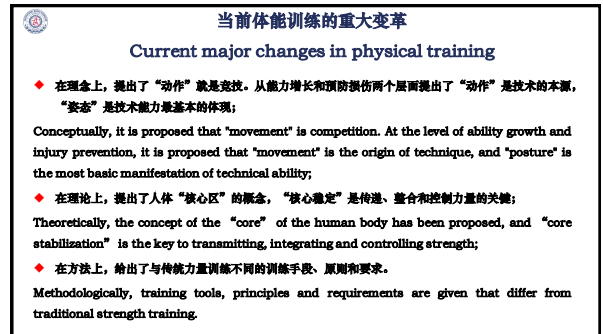 当前体能训练的重大变革
Current major changes in physical training
在理念上，提出了“动作”就是竞技。从能力增长和预防损伤两个层面提出了“动作”是技术的本源，
“姿态”是技术能力最基本的体现；
Conceptually, it is proposed that "movement" is competition. At the level of ability growth and
injury prevention, it is proposed that "movement" is the origin of technique, and "posture" is
the most basic manifestation of technical ability;
在理论上，提出了人体“核心区”的概念，“核心稳定”是传递、整合和控制力量的关键；
Theoretically, the concept of the “core” of the human body has been proposed, and “core
stabilization” is the key to transmitting, integrating and controlling strength;
在方法上，给出了与传统力量训练不同的训练手段、原则和要求。
Methodologically, training tools, principles and requirements are given that differ from
traditional strength training.